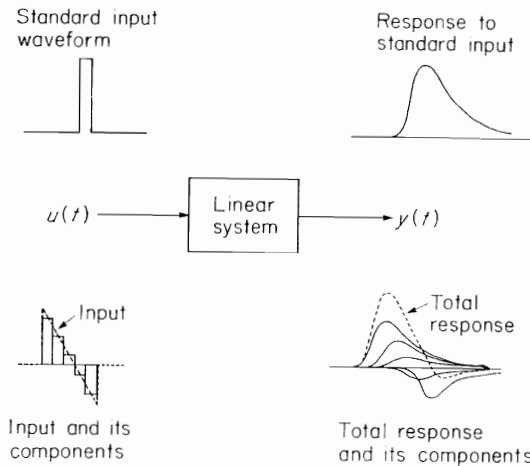 Standard input
waveform
Response to
standard input
u(t)
Linear
system
y(t)
Input
Total
response
Input and its
components
Total response
and its components